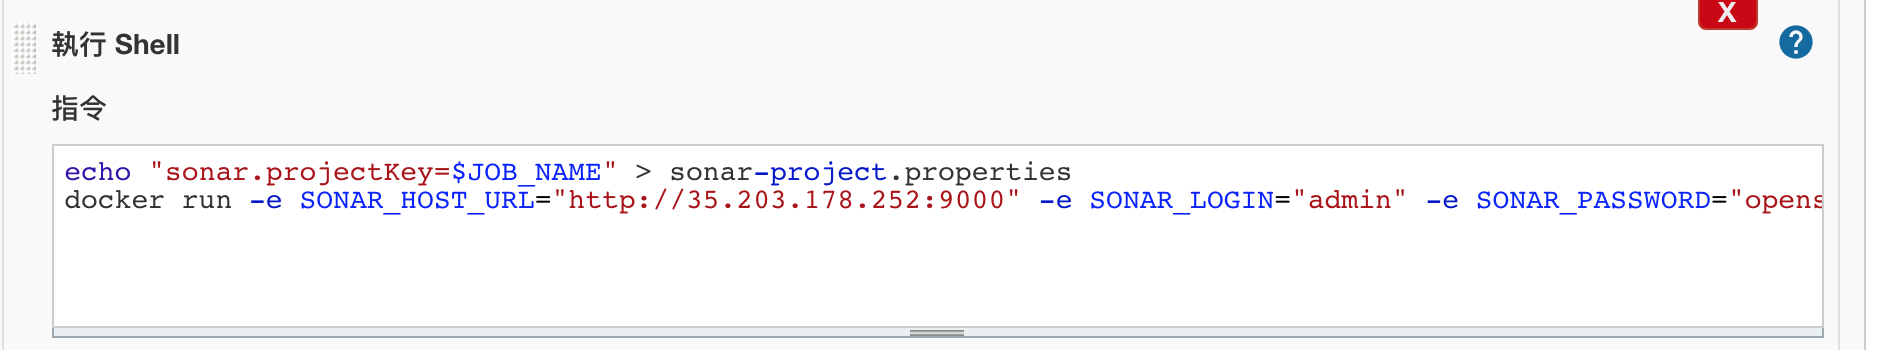 X
執行 Shell
?
指令
echo "sonar.projectKey=$JOB_NAME" > sonar-project.properties
docker run -e SONAR_HOST_URL="http://35.203.178.252:9000" -e SONAR_LOGIN="admin" -e SONAR_PASSWORD="opens